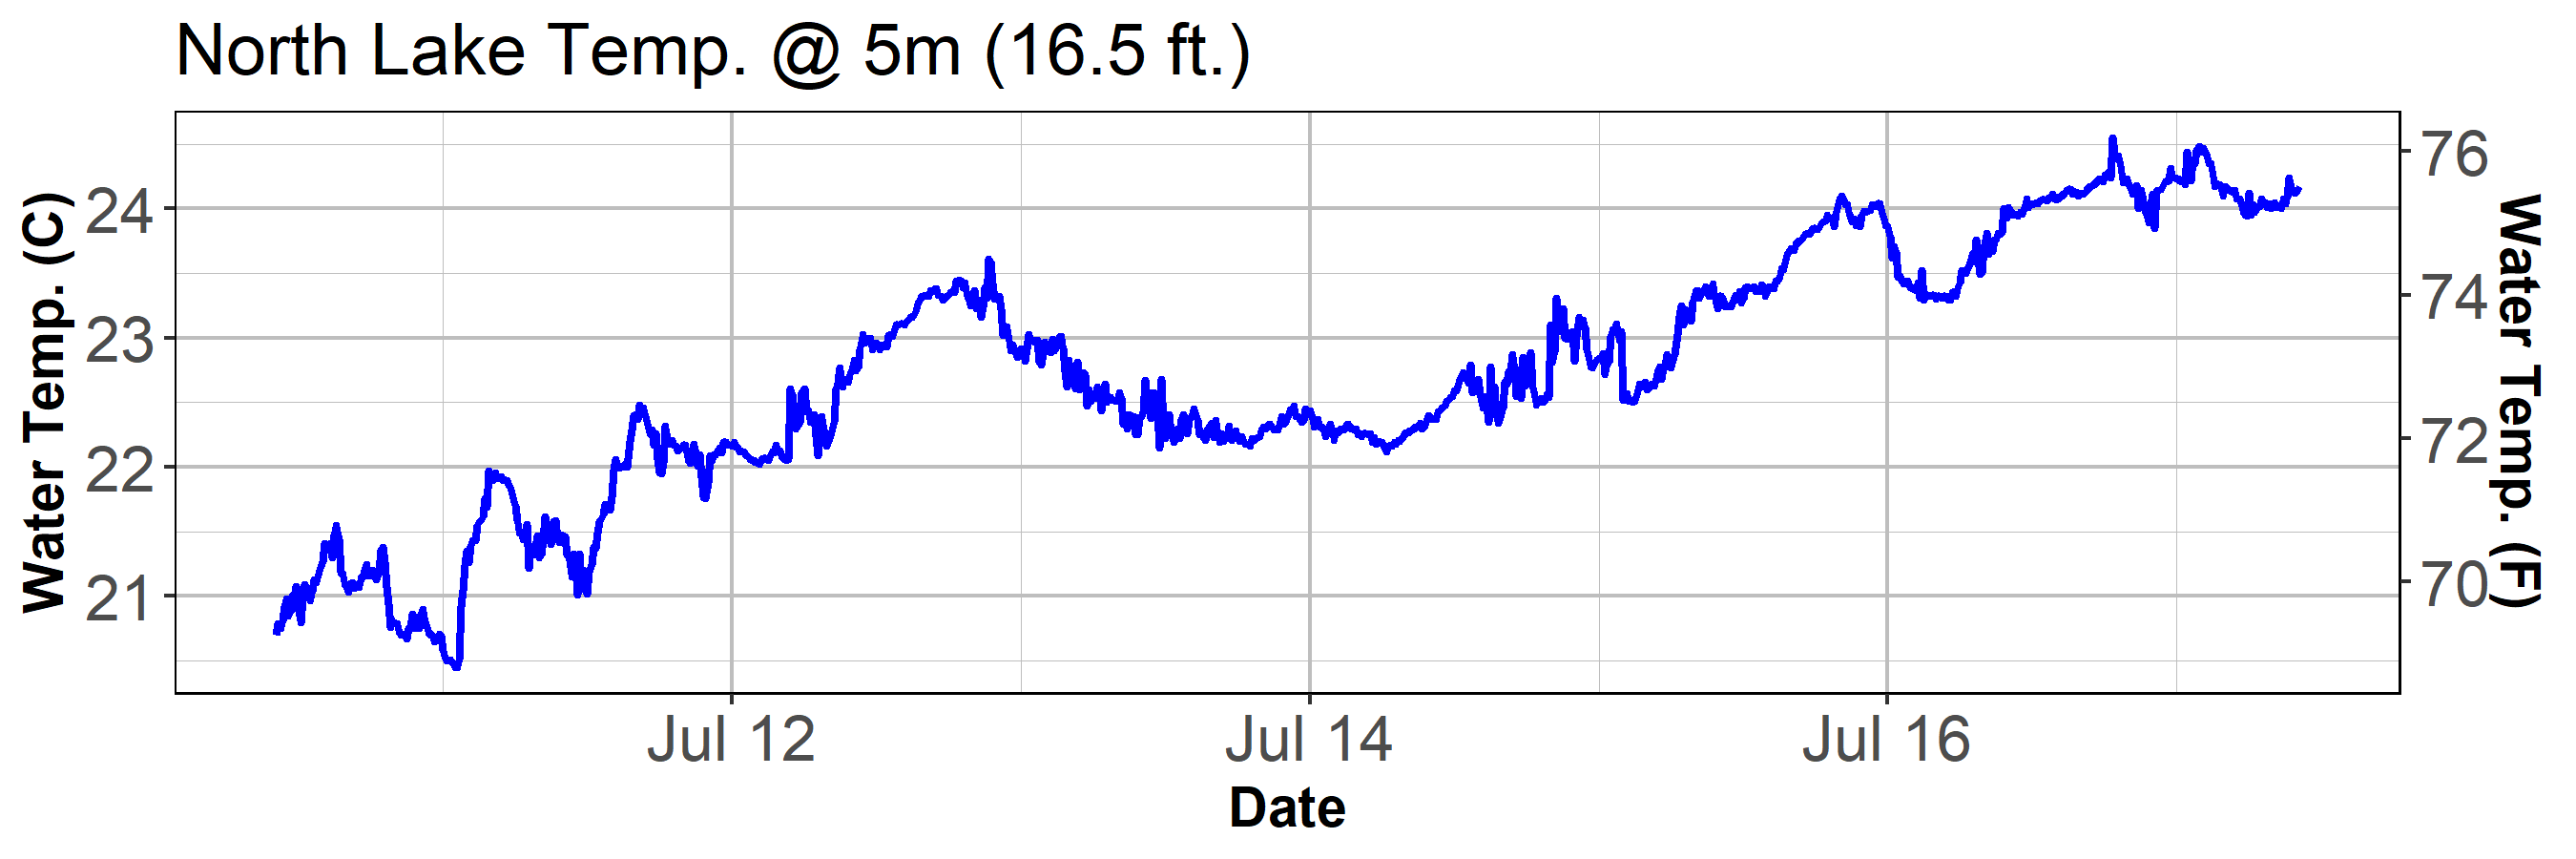 North Lake Temp. @ 5m (16.5 ft.)
Water Temp. (C)
24
23
22
21
76
74
72
70
Water Temp. (F)
Jul 12
Jul 14
Jul 16
Date